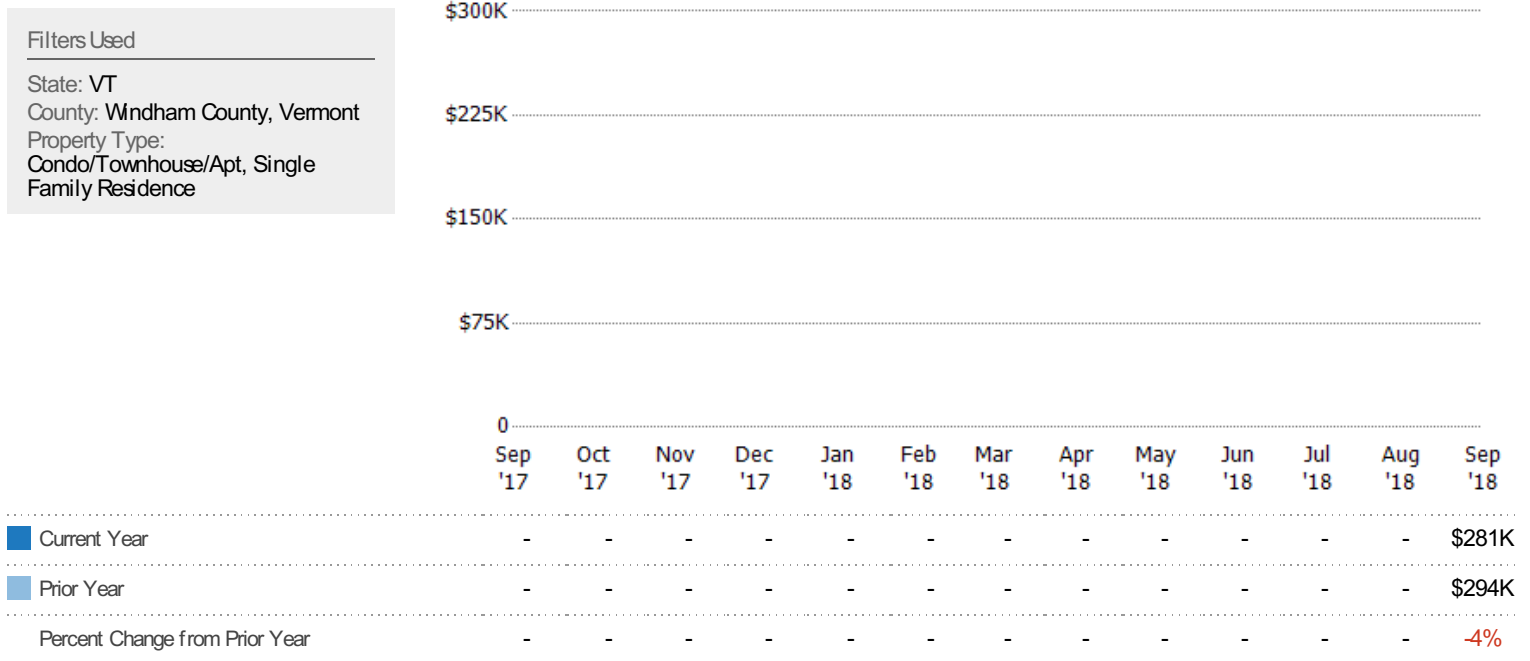 Filters Used
State: VT
County: Windham County, Vermont
Property Type:
Condo/Townhouse/Apt, Single
Family Residence
$300K
$225K
$150K
$75K
0
Sep Oct Nov Dec Jan Feb Mar Apr May Jun Jul Aug Sep
'17 '17 '17 '17 '18 '18 '18 '18 '18 '18 '18 '18 '18
Current Year - - - - - - - - - - - - $281K
Prior Year - - - - - - - - - - - - $294K
Percent Change from Prior Year - - - - - - - - - - - - -4%